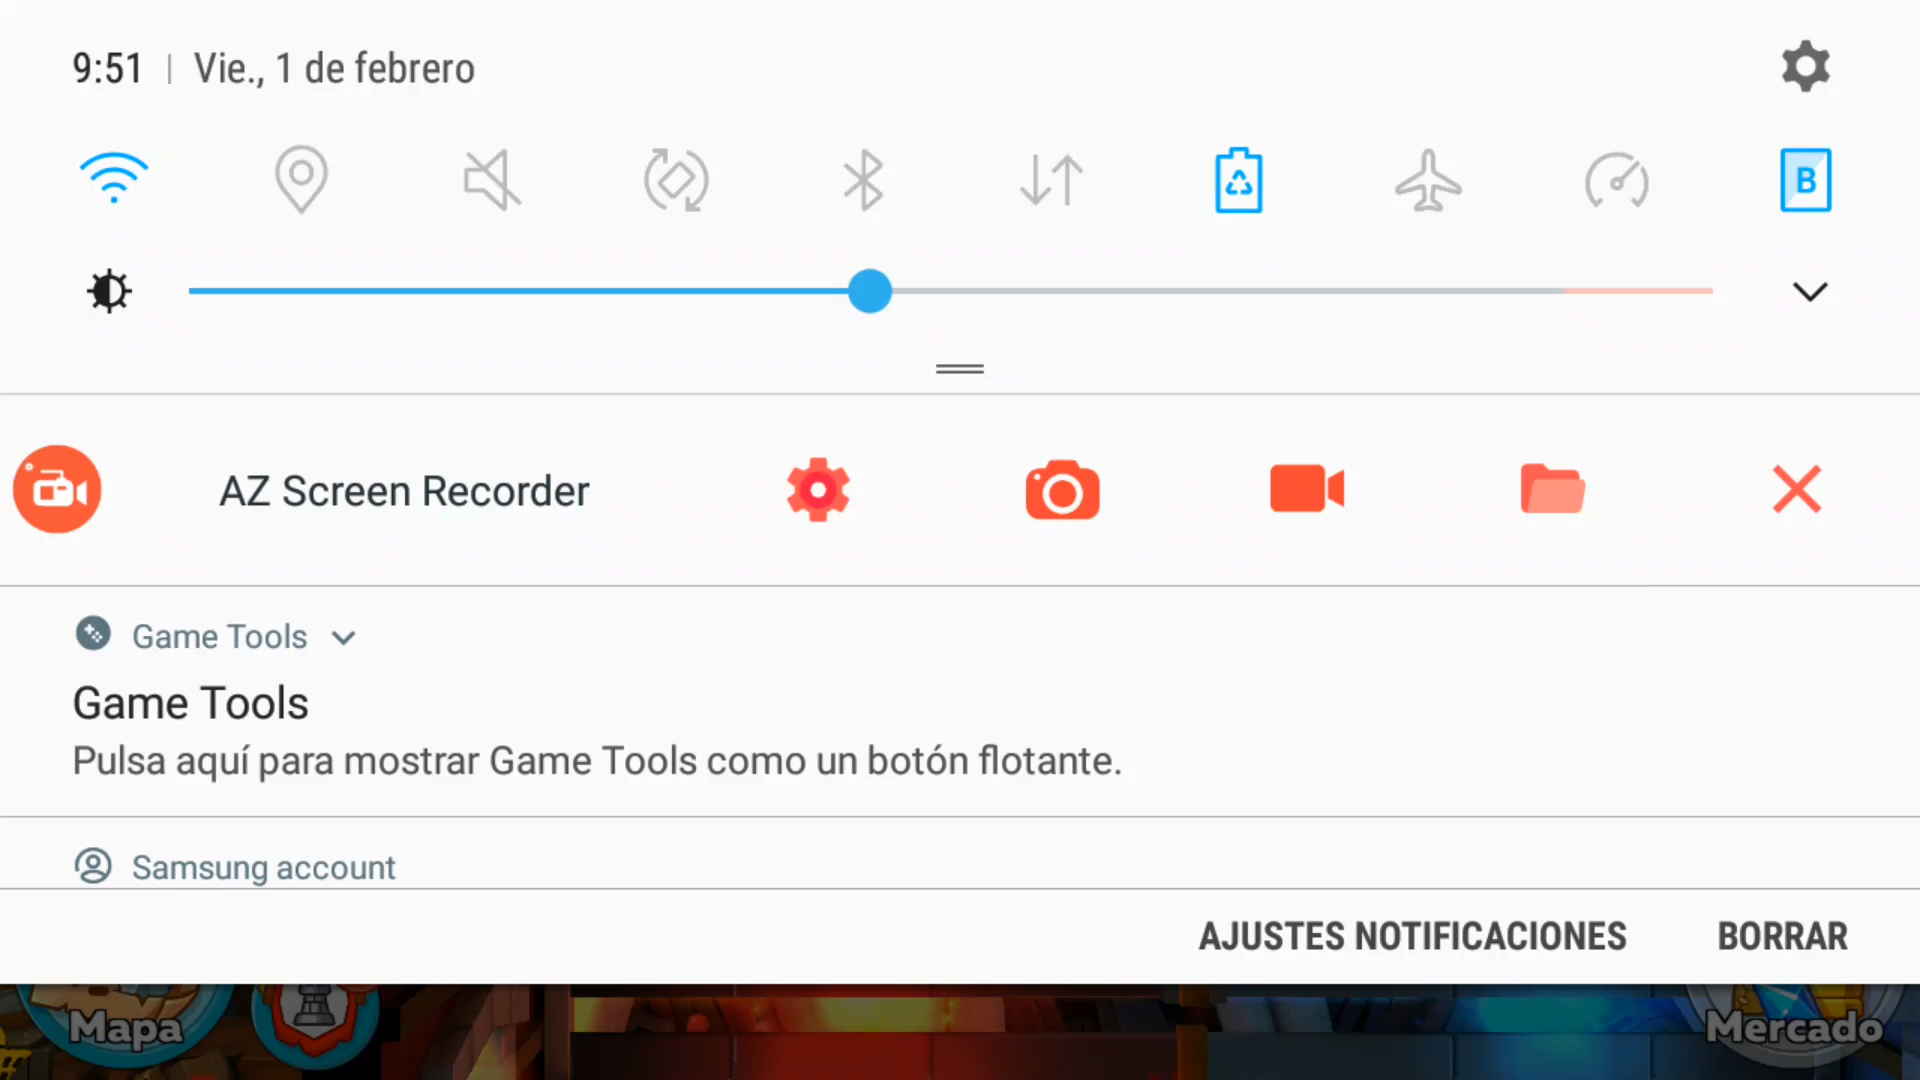 9:51 | Vie., 1 de febrero
B
AZ Screen Recorder
Game Tools
Game Tools
Pulsa aquí para mostrar Game Tools como un botón flotante.
Samsung account
AJUSTES NOTIFICACIONES BORRAR
Mapa Mercado